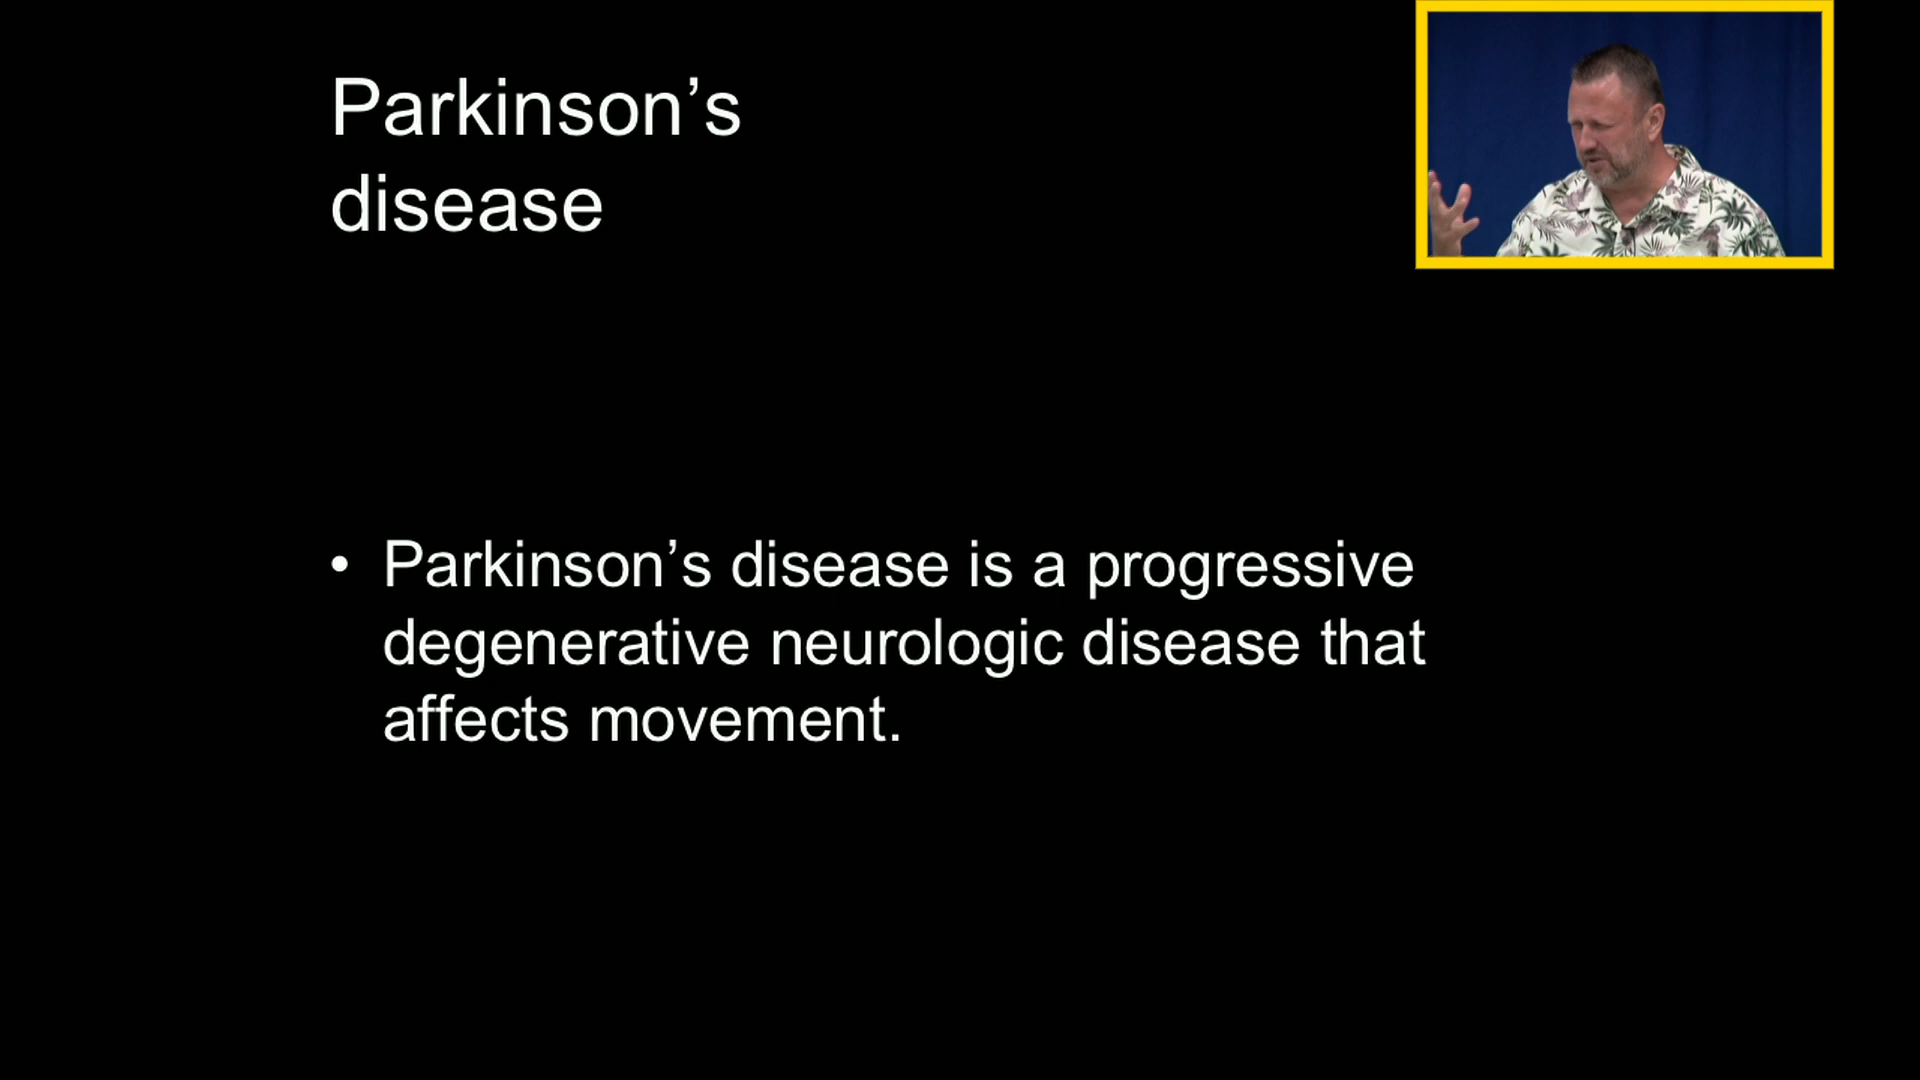 Parkinson’s
disease
• Parkinson’s disease is a progressive
degenerative neurologic disease that
affects movement.